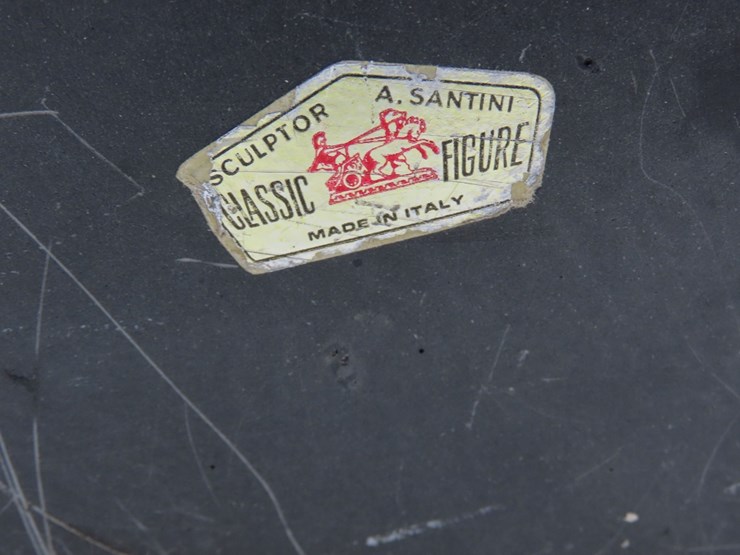 SCULPTOR A. SANTINI
CLASSIC FIGURE
MADE IN ITALY